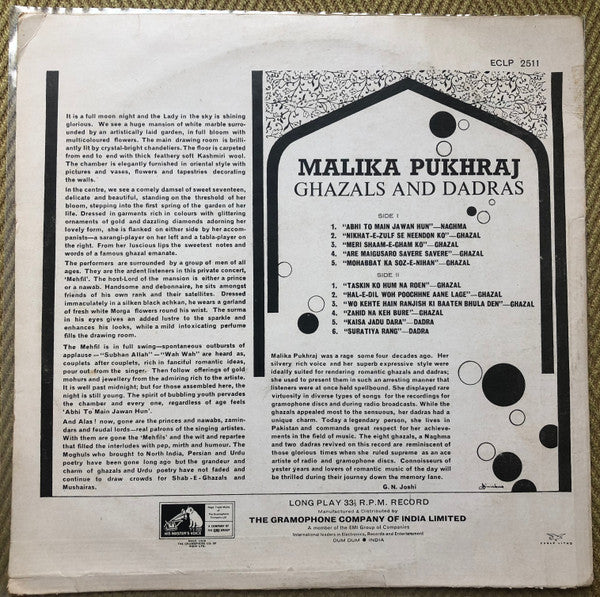 ECLP 2511
It is a full moon night and the Lady in the sky is shining
glorious. We see a huge mansion of white marble surroun-
ded by an artistically laid garden, in full bloom with
multicoloured flowers. The main drawing room is brilli-
antly lit by crystal-bright chandeliers. The floor is carpeted
from end to end with thick feathery soft Kashmiri wool.
The chamber is elegantly furnished in oriental style with
pictures and vases, flowers and tapestries decorating
the walls.
In the centre, we see a comely damsel of sweet seventeen,
delicate and beautiful, standing on the threshold of her
bloom, stepping into the first spring of the garden of her
life. Dressed in garments rich in colours with glittering
ornaments of gold and dazzling diamonds adorning her
lovely form, she is flanked on either side by her accom-
panists—a sarangi-player on her left and a tabla-player on
the right. From her luscious lips the sweetest notes and
words of a famous ghazal emanate.
The performers are surrounded by a group of men of all
ages. They are the ardent listeners in this private concert,
'Mehfil'. The host-Lord of the mansion is either a prince
or a nawab. Handsome and debonnaire, he sits amongst
friends of his own rank and their satellites. Dressed
immaculately in a silken black achkan, he wears a garland
of fresh white Morga flowers round his wrist. The surma
in his eyes gives an added lustre to the sparkle and
enhances his looks, while a mild intoxicating perfume
fills the drawing room.
The Mehfil is in full swing—spontaneous outbursts of
applause—"Subhan Allah"—"Wah Wah" are heard as,
couplets after couplets, rich in fanciful romantic ideas,
pour out from the singer. Then follow offerings of gold
mohurs and jewellery from the admiring rich to the artiste.
It is well past midnight; but for those assembled here, the
night is still young. The spirit of bubbling youth pervades
the chamber and every one, regardless of age feels
'Abhi To Main Jawan Hun'.
And Alas! now, gone are the princes and nawabs, zamin-
dars and feudal lords—real patrons of the singing artistes.
With them are gone the 'Mehfils' and the wit and repartee
that filled the interludes with pep, mirth and humour. The
Moghuls who brought to North India, Persian and Urdu
poetry have been gone long ago but the grandeur and
charm of ghazals and Urdu poetry have not faded and
continue to draw crowds for Shab-E-Ghazals and
Mushairas.
MALIKA PUKHRAJ
GHAZALS AND DADRAS
SIDE I
1. "ABHI TO MAIN JAWAN HUN"—NAGHMA
2. "NIKHAT-E-ZULF SE NEENDON KO"—GHAZAL
3. "MERI SHAAM-E-GHAM KO"—GHAZAL
4. "ARE MAIGUSARO SAVERE SAVERE"—GHAZAL
5. "MOHABBAT KA SOZ-E-NIHAN"—GHAZAL
SIDE II
1. "TASKIN KO HUM NA ROEN"—GHAZAL
2. "HAL-E-DIL WOH POOCHHNE AANE LAGE"—GHAZAL
3. "WO KEHTE HAIN RANJISH KI BAATEN BHULA DEN"—GHAZAL
4. "ZAHID NA KEH BURE"—GHAZAL
5. "KAISA JADU DARA"—DADRA
6. "SURATIYA RANG"—DADRA
Malika Pukhraj was a rage some four decades ago. Her
silvery rich voice and her superb expressive style were
ideally suited for rendering romantic ghazals and dadras;
she used to present them in such an arresting manner that
listeners were at once held spellbound. She displayed rare
virtuosity in diverse types of songs for the recordings for
gramophone discs and during radio broadcasts. While the
ghazals appealed most to the sensuous, her dadras had a
unique charm. Today a legendary person, she lives in
Pakistan and commands great respect for her achieve-
ments in the field of music. The eight ghazals, a Naghma
and two dadras revived on this record are reminiscent of
those glorious times when she ruled supreme as an ace
artiste of radio and gramophone discs. Connoisseurs of
yester years and lovers of romantic music of the day will
be thrilled during their journey down the memory lane.
G. N. Joshi
LONG PLAY 33⅓ R.P.M. RECORD
Manufactured & Distributed by
THE GRAMOPHONE COMPANY OF INDIA LIMITED
A member of the EMI Group of Companies
International leaders in Electronics, Records and Entertainment
DUM DUM • INDIA
HIS MASTER'S VOICE